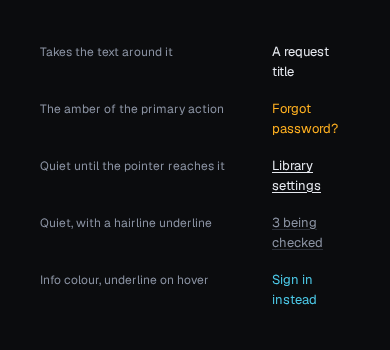 Takes the text around it
A request
title
The amber of the primary action
Forgot
password?
Quiet until the pointer reaches it
Library
settings
Quiet, with a hairline underline
3 being
checked
Info colour, underline on hover
Sign in
instead